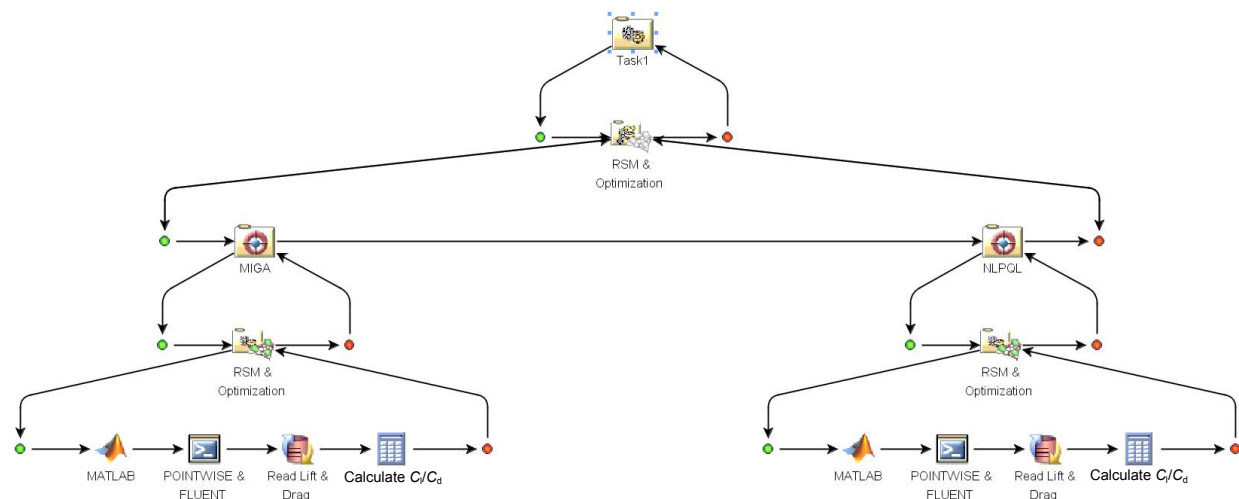 Task1
RSM &
Optimization
MIGA
NLPQL
RSM &
Optimization
RSM &
Optimization
MATLAB
POINTWISE &
FLUENT
Read Lift &
Drag
Calculate Cl/Cd
MATLAB
POINTWISE &
FLUENT
Read Lift &
Drag
Calculate Cl/Cd